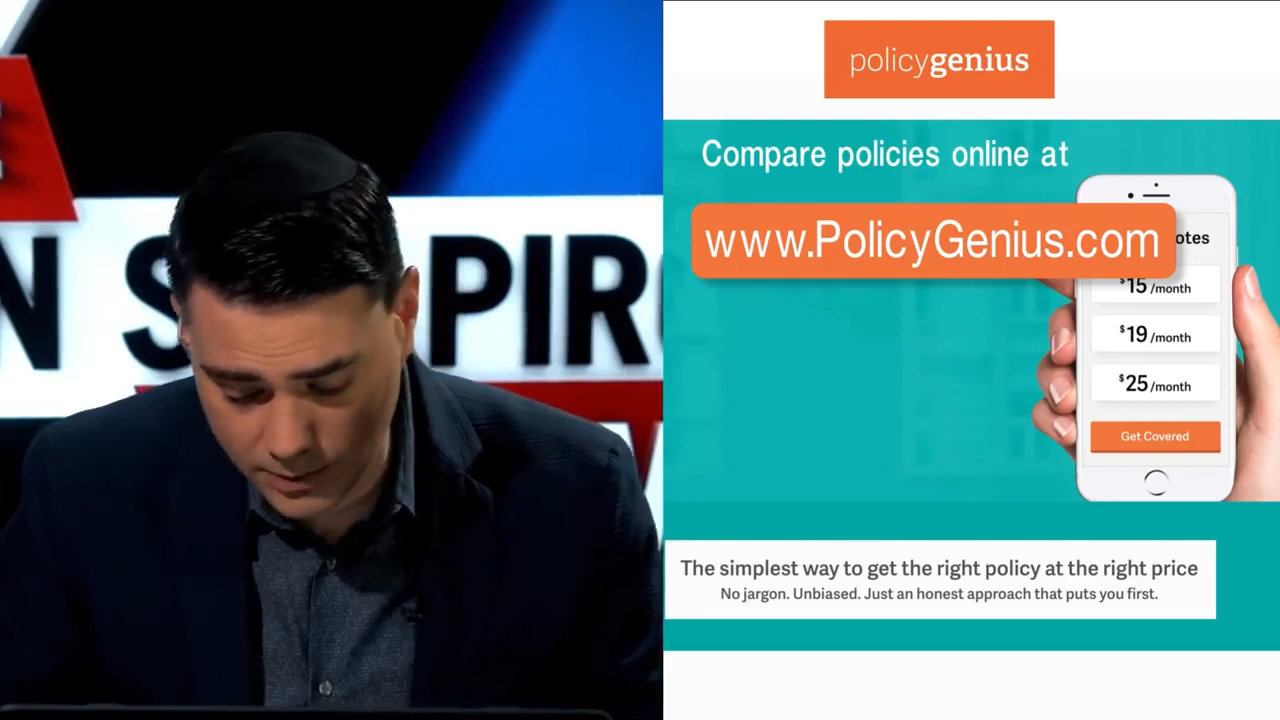 N S PIRO
policygenius
Compare policies online at
www.PolicyGenius.com
otes
$15 /month
$19 /month
$25 /month
Get Covered
The simplest way to get the right policy at the right price
No jargon. Unbiased. Just an honest approach that puts you first.